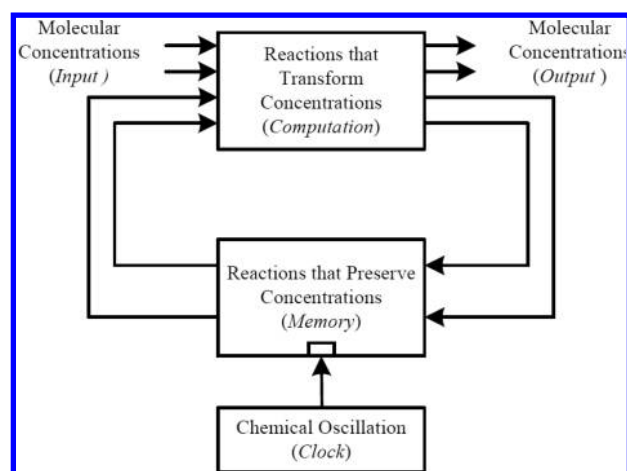 Molecular
Concentrations
(Input )
Reactions that
Transform
Concentrations
(Computation)
Molecular
Concentrations
(Output )
Reactions that Preserve
Concentrations
(Memory)
Chemical Oscillation
(Clock)